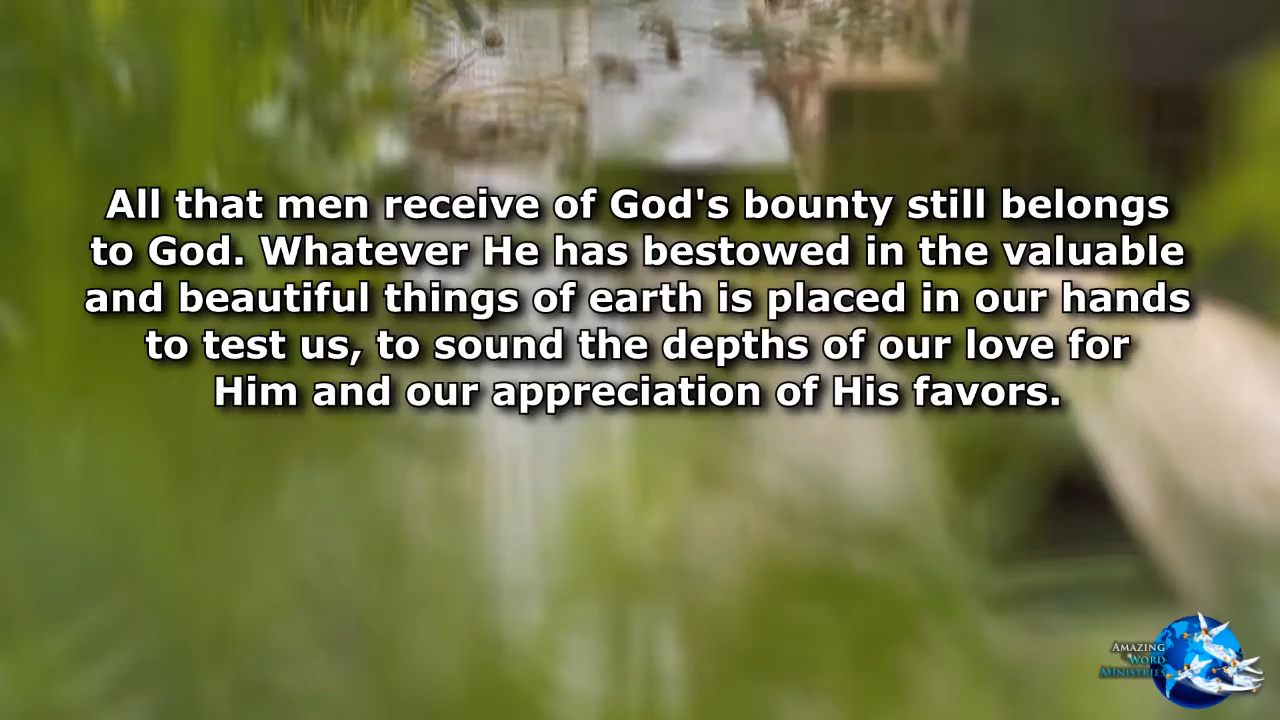 All that men receive of God's bounty still belongs
to God. Whatever He has bestowed in the valuable
and beautiful things of earth is placed in our hands
to test us, to sound the depths of our love for
Him and our appreciation of His favors.
Amazing
Word
Ministries